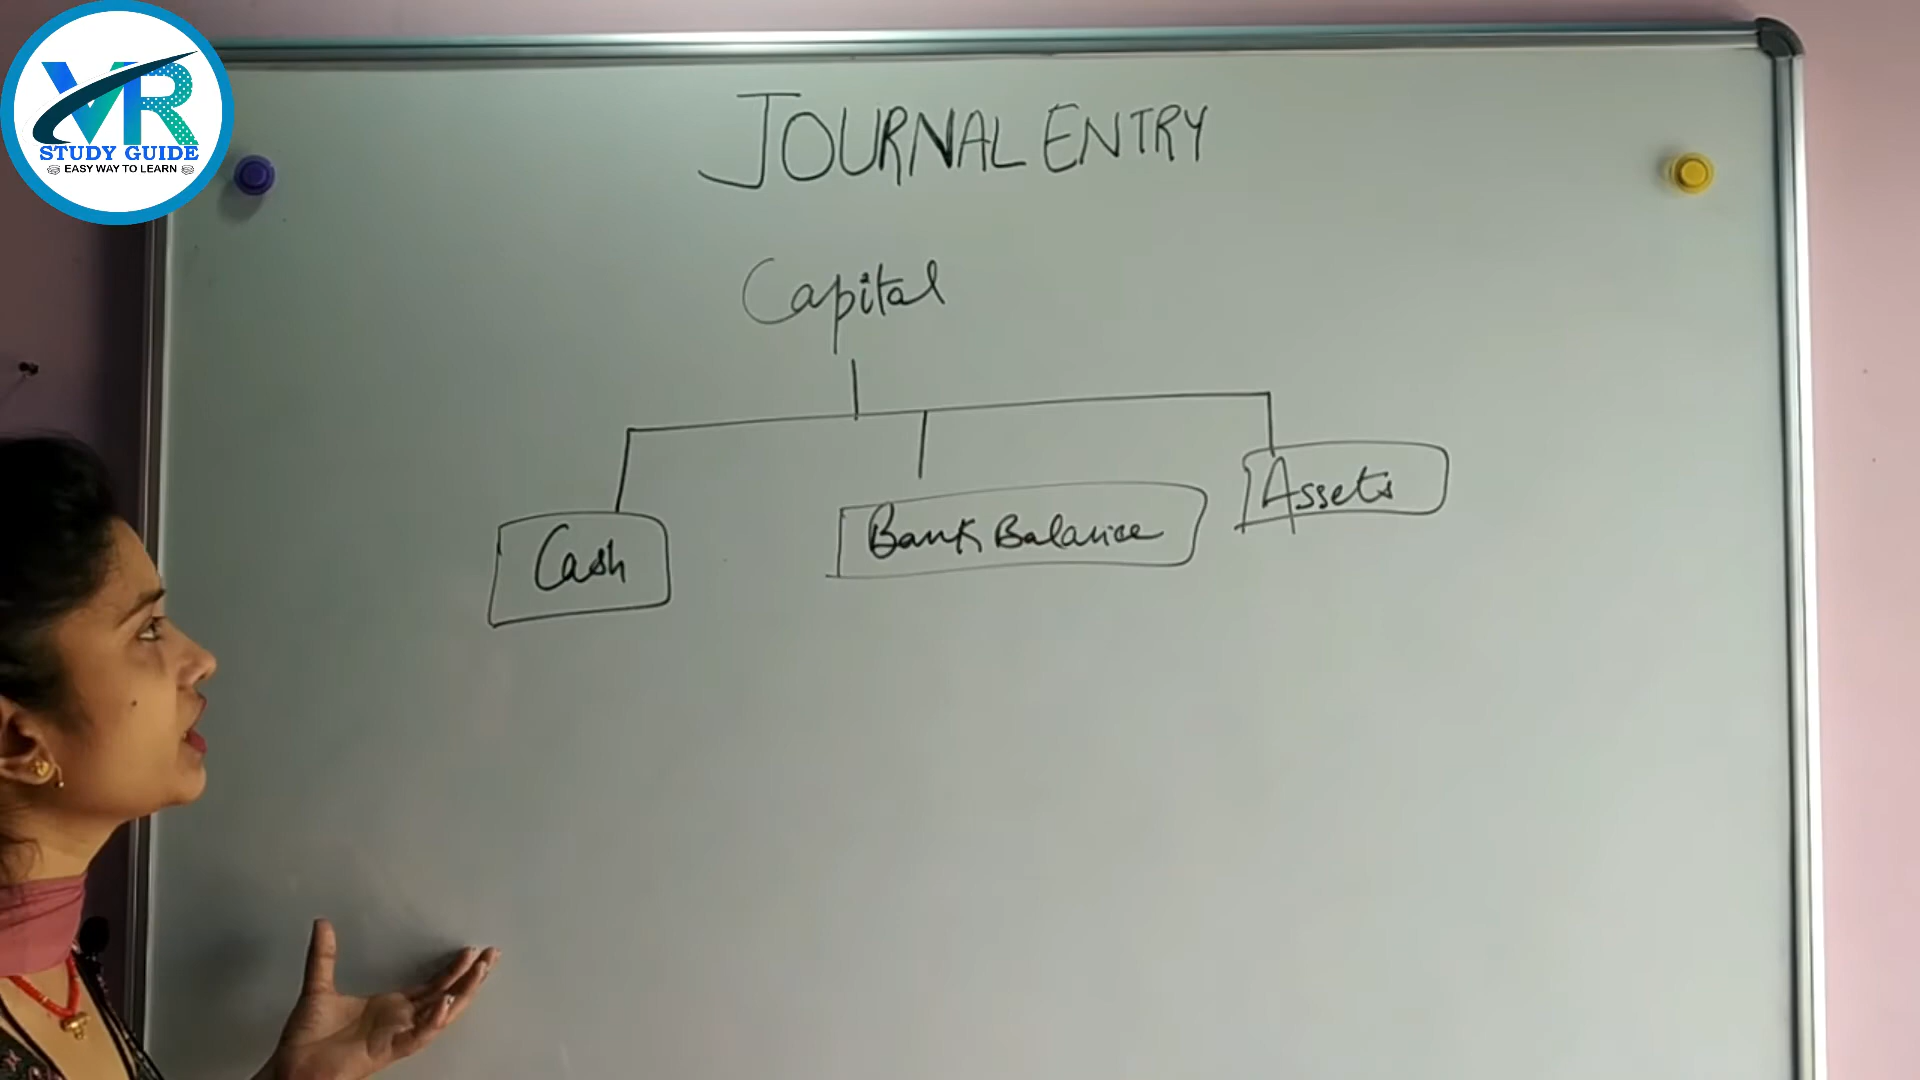 VR
STUDY GUIDE
EASY WAY TO LEARN
JOURNAL ENTRY
Capital
Cash
Bank Balance
Assets